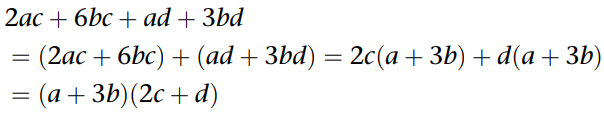 2ac + 6bc + ad + 3bd
= (2ac + 6bc) + (ad + 3bd) = 2c(a + 3b) + d(a + 3b)
= (a + 3b)(2c + d)